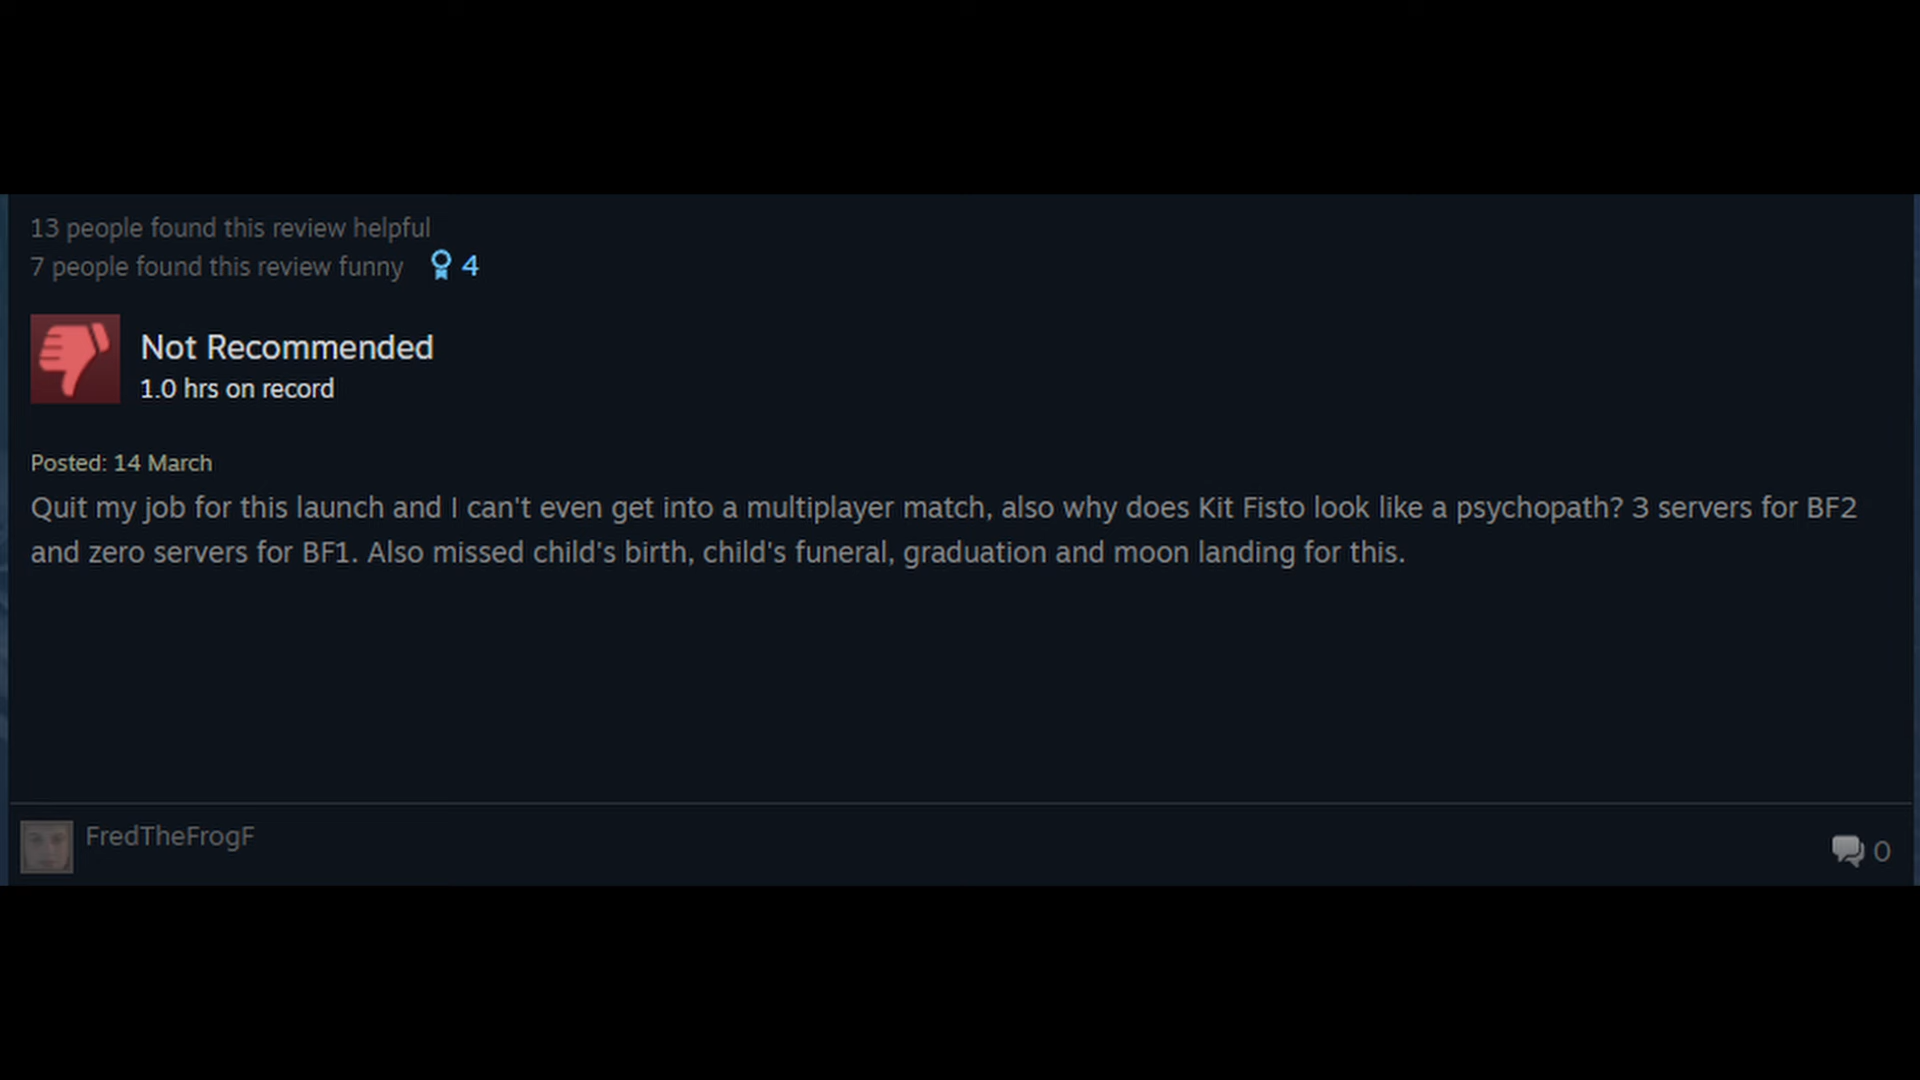 13 people found this review helpful
7 people found this review funny 4
Not Recommended
1.0 hrs on record
Posted: 14 March
Quit my job for this launch and I can't even get into a multiplayer match, also why does Kit Fisto look like a psychopath? 3 servers for BF2
and zero servers for BF1. Also missed child's birth, child's funeral, graduation and moon landing for this.
FredTheFrogF
0